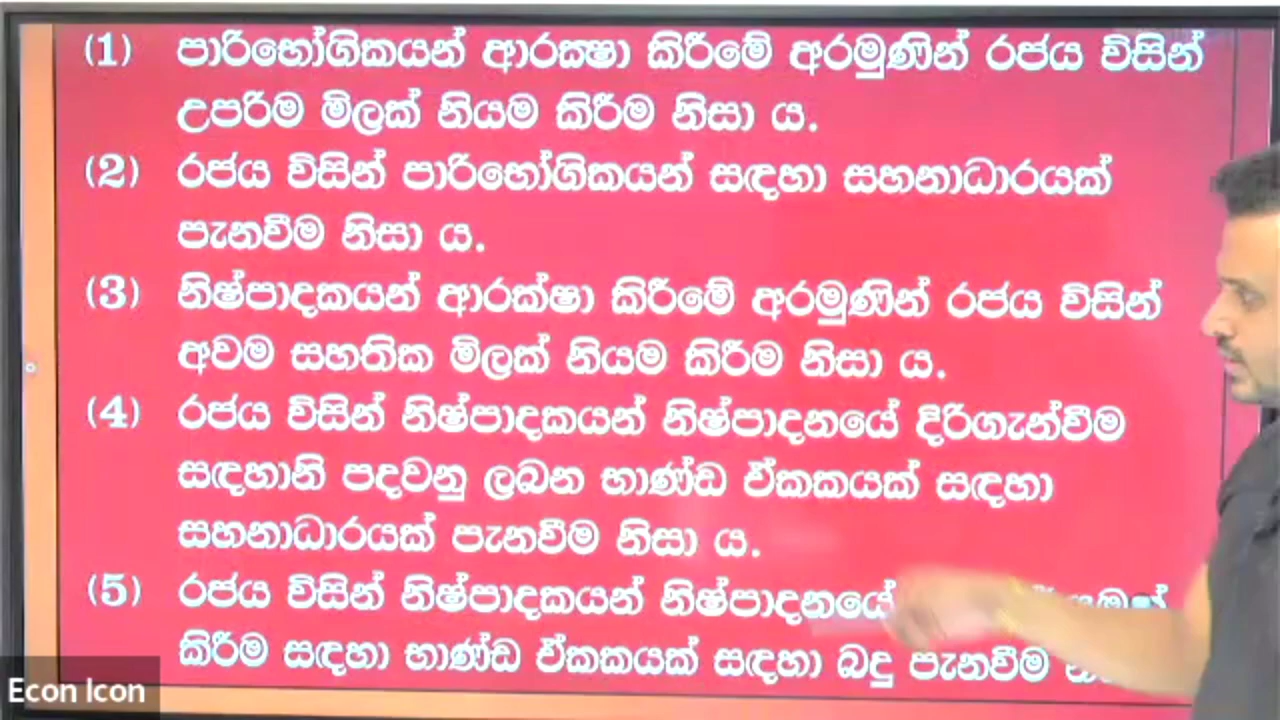 (1) පාරිභෝගිකයන් ආරක්‍ෂා කිරීමේ අරමුණින් රජය විසින්
උපරිම මිලක් නියම කිරීම නිසා ය.
(2) රජය විසින් පාරිභෝගිකයන් සඳහා සහනාධාරයක්
පැනවීම නිසා ය.
(3) නිෂ්පාදකයන් ආරක්ෂා කිරීමේ අරමුණින් රජය විසින්
අවම සහතික මිලක් නියම කිරීම නිසා ය.
(4) රජය විසින් නිෂ්පාදකයන් නිෂ්පාදනයේ දිරිගැන්වීම
සඳහානි පදවනු ලබන භාණ්ඩ ඒකකයක් සඳහා
සහනාධාරයක් පැනවීම නිසා ය.
(5) රජය විසින් නිෂ්පාදකයන් නිෂ්පාදනයේ
කිරීම සඳහා භාණ්ඩ ඒකකයක් සඳහා බදු පැනවීම
Econ Icon